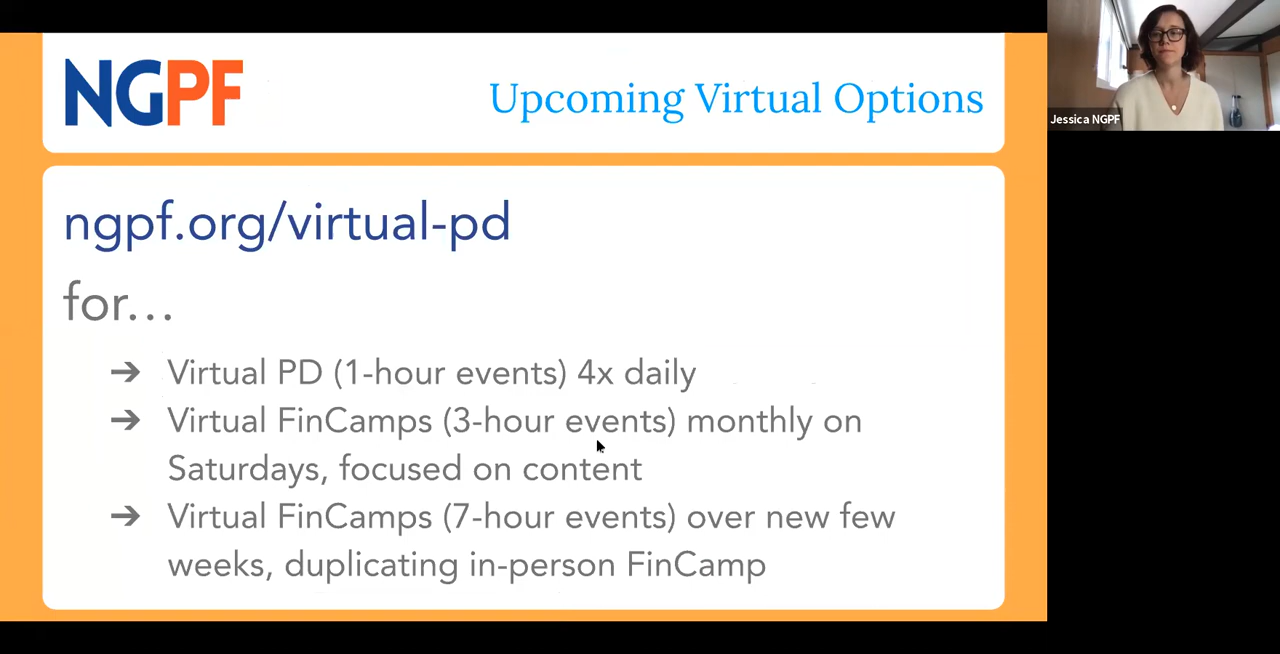 NGPF
Upcoming Virtual Options
Jessica NGPF
ngpf.org/virtual-pd
for…
➔ Virtual PD (1-hour events) 4x daily
➔ Virtual FinCamps (3-hour events) monthly on
Saturdays, focused on content
➔ Virtual FinCamps (7-hour events) over new few
weeks, duplicating in-person FinCamp